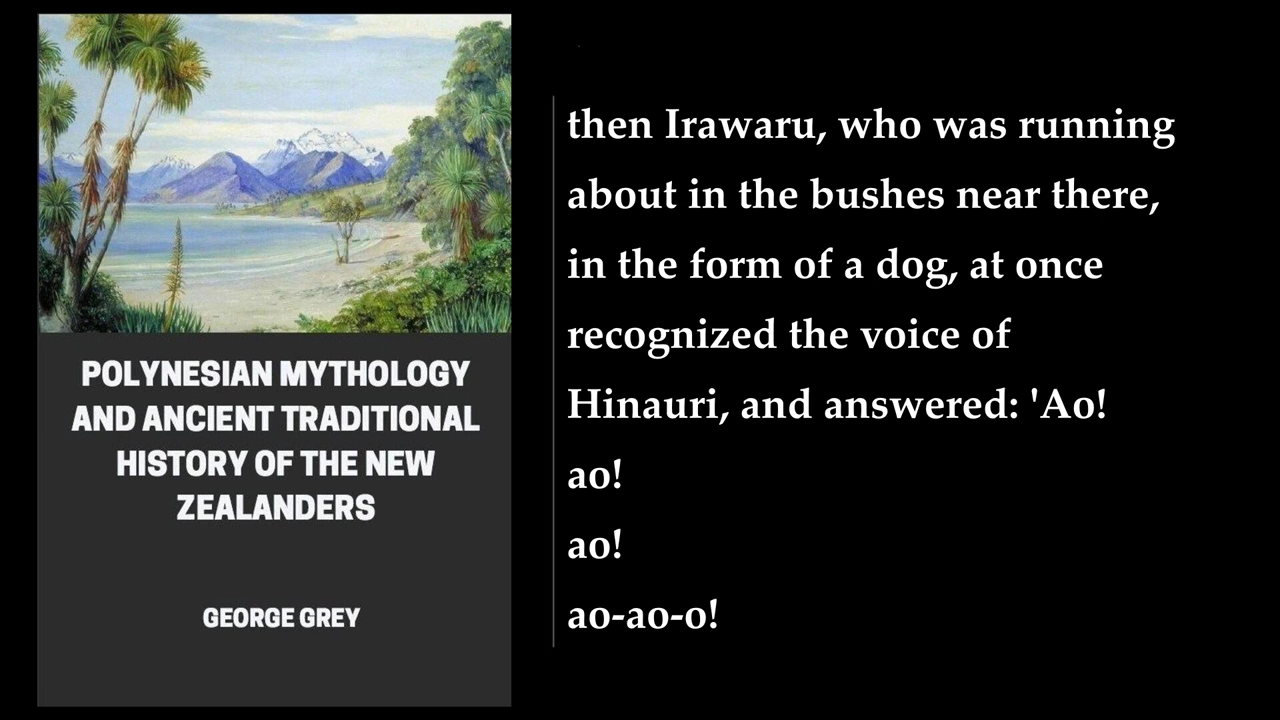 POLYNESIAN MYTHOLOGY
AND ANCIENT TRADITIONAL
HISTORY OF THE NEW
ZEALANDERS
GEORGE GREY
then Irawaru, who was running
about in the bushes near there,
in the form of a dog, at once
recognized the voice of
Hinauri, and answered: 'Ao!
ao!
ao!
ao-ao-o!